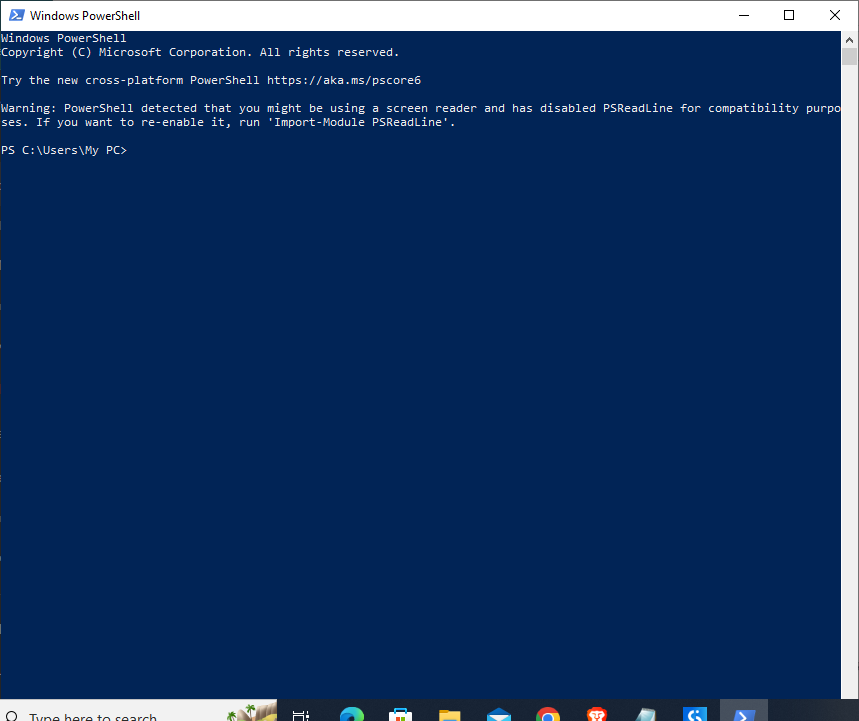 Windows PowerShell
Windows PowerShell
Copyright (C) Microsoft Corporation. All rights reserved.
Try the new cross-platform PowerShell https://aka.ms/pscore6
Warning: PowerShell detected that you might be using a screen reader and has disabled PSReadLine for compatibility purpo
ses. If you want to re-enable it, run 'Import-Module PSReadLine'.
PS C:\Users\My PC>
Type here to search